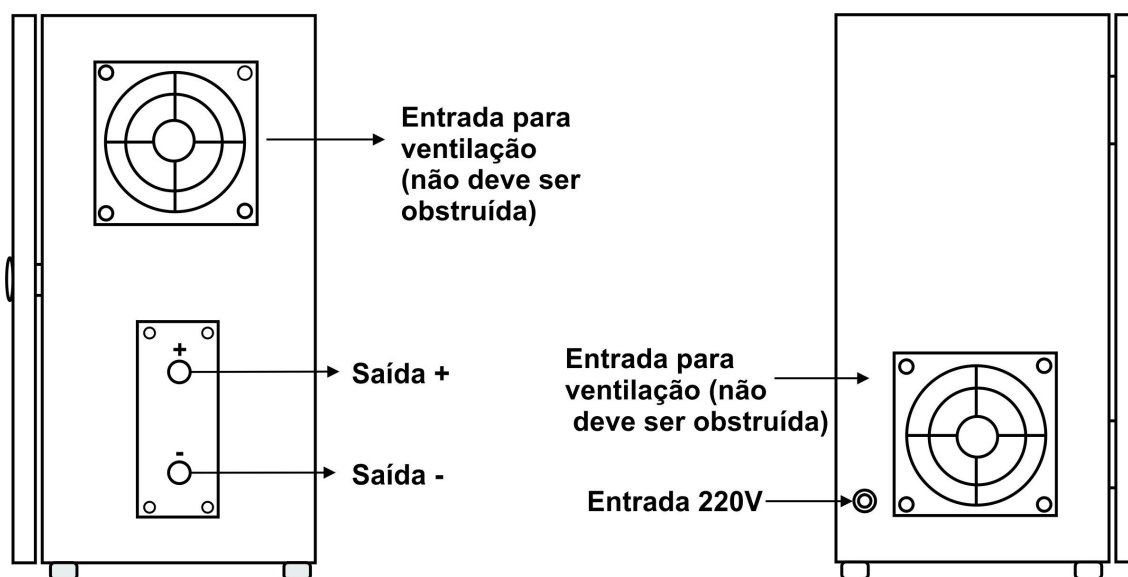 Entrada para
ventilação
(não deve ser
obstruída)
+
Saída +
-
Saída -
Entrada para
ventilação (não
deve ser obstruída)
Entrada 220V